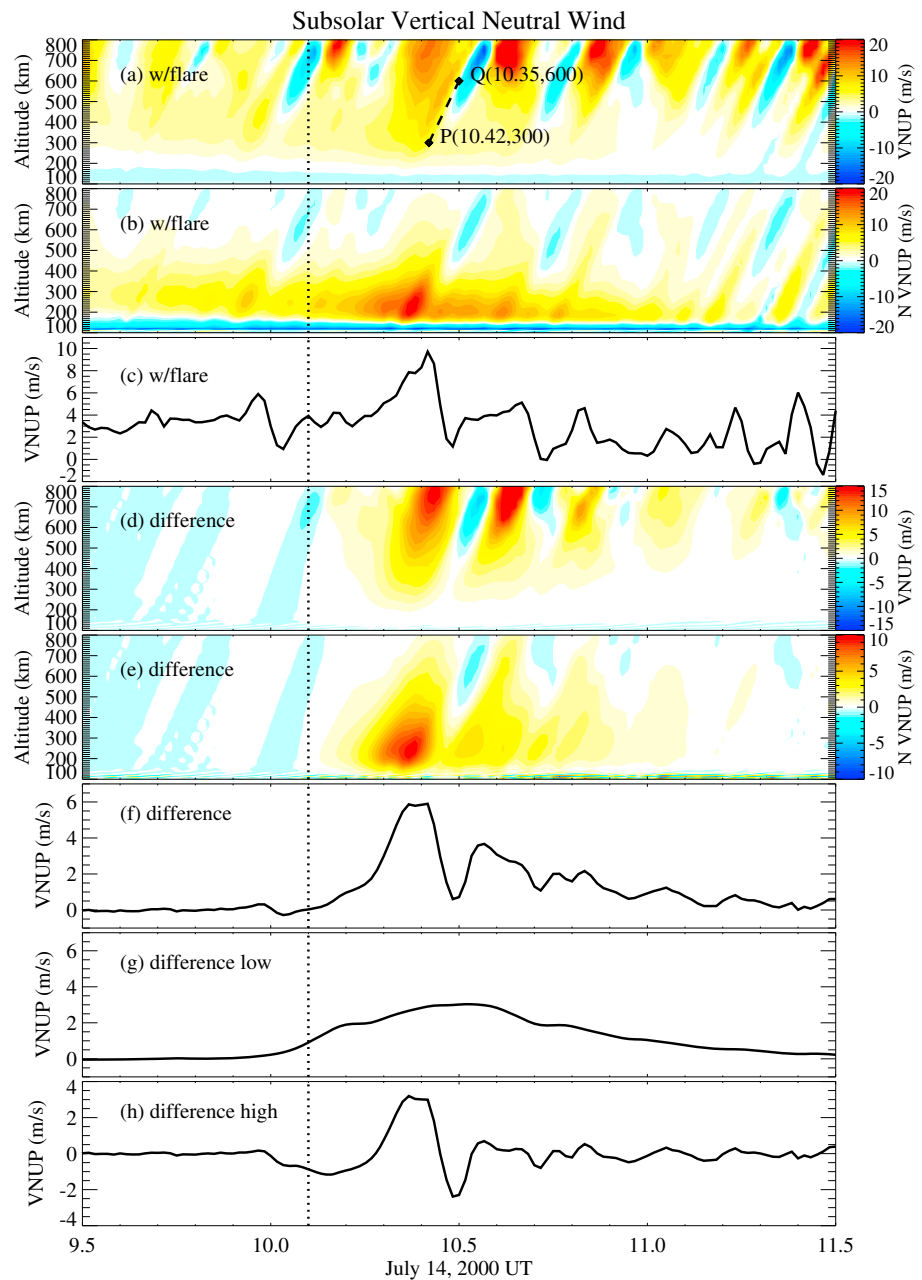 Subsolar Vertical Neutral Wind
800
700
600
500
400
300
200
100
Altitude (km)
(a) w/flare
Q(10.35,600)
P(10.42,300)
20
10
0
-10
-20
VNUP (m/s)
800
700
600
500
400
300
200
100
Altitude (km)
(b) w/flare
20
10
0
-10
-20
N VNUP (m/s)
10
8
6
4
2
0
-2
VNUP (m/s)
(c) w/flare
800
700
600
500
400
300
200
100
Altitude (km)
(d) difference
15
10
5
0
-5
-10
-15
VNUP (m/s)
800
700
600
500
400
300
200
100
Altitude (km)
(e) difference
10
5
0
-5
-10
N VNUP (m/s)
6
4
2
0
VNUP (m/s)
(f) difference
6
4
2
0
VNUP (m/s)
(g) difference low
4
2
0
-2
-4
VNUP (m/s)
(h) difference high
9.5 10.0 10.5 11.0 11.5
July 14, 2000 UT